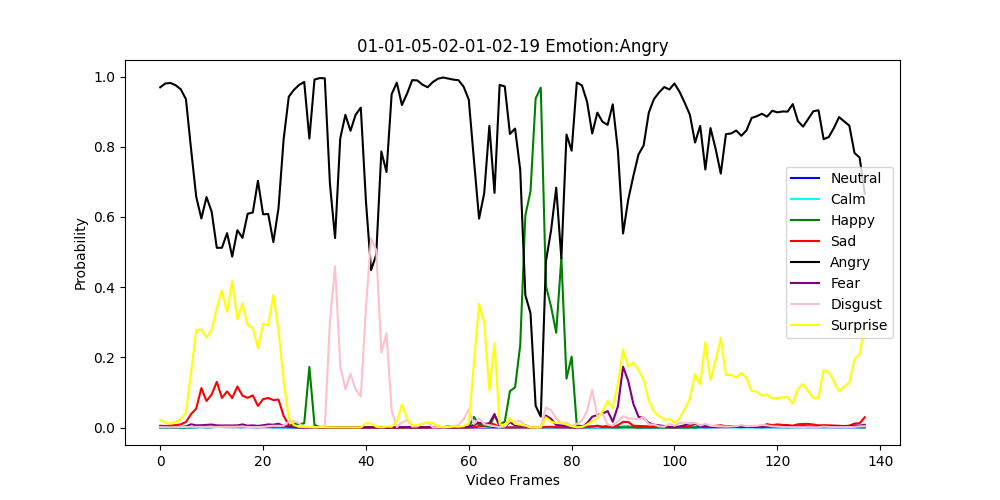 01-01-05-02-01-02-19 Emotion:Angry
Probability
1.0
0.8
0.6
0.4
0.2
0.0
0
20
40
60
80
100
120
140
Video Frames
Neutral
Calm
Happy
Sad
Angry
Fear
Disgust
Surprise